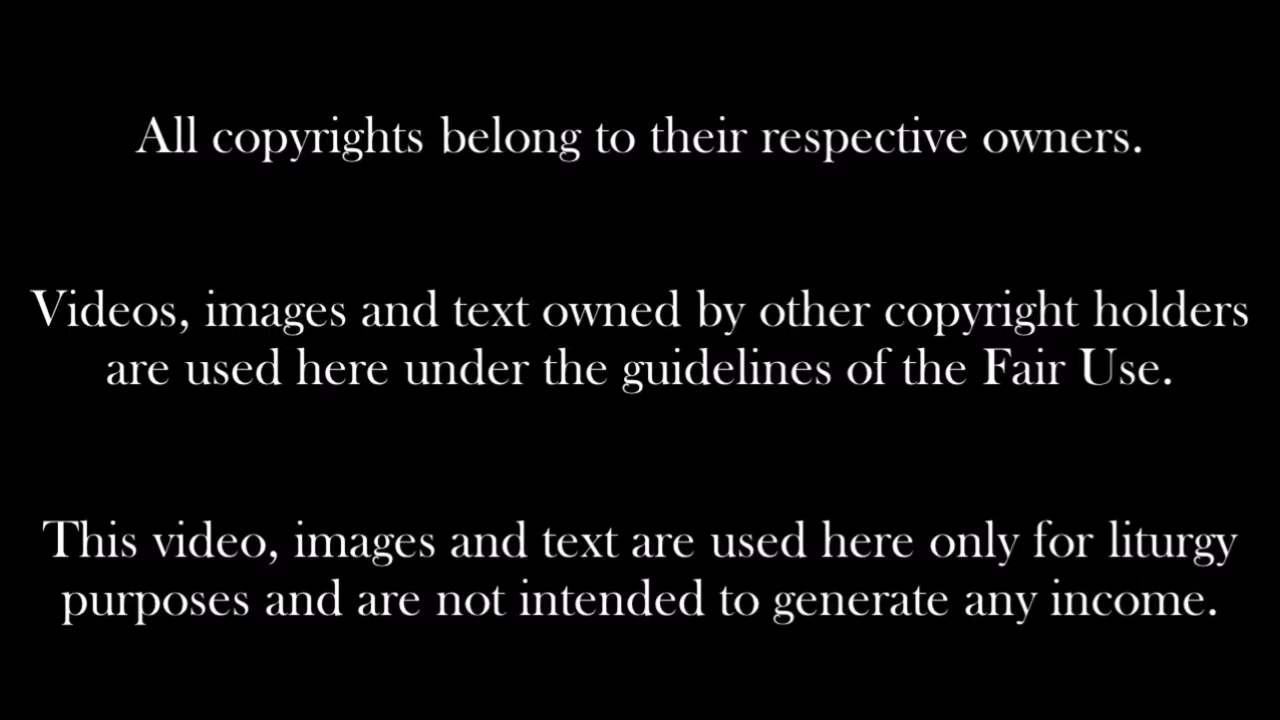 All copyrights belong to their respective owners.
Videos, images and text owned by other copyright holders
are used here under the guidelines of the Fair Use.
This video, images and text are used here only for liturgy
purposes and are not intended to generate any income.